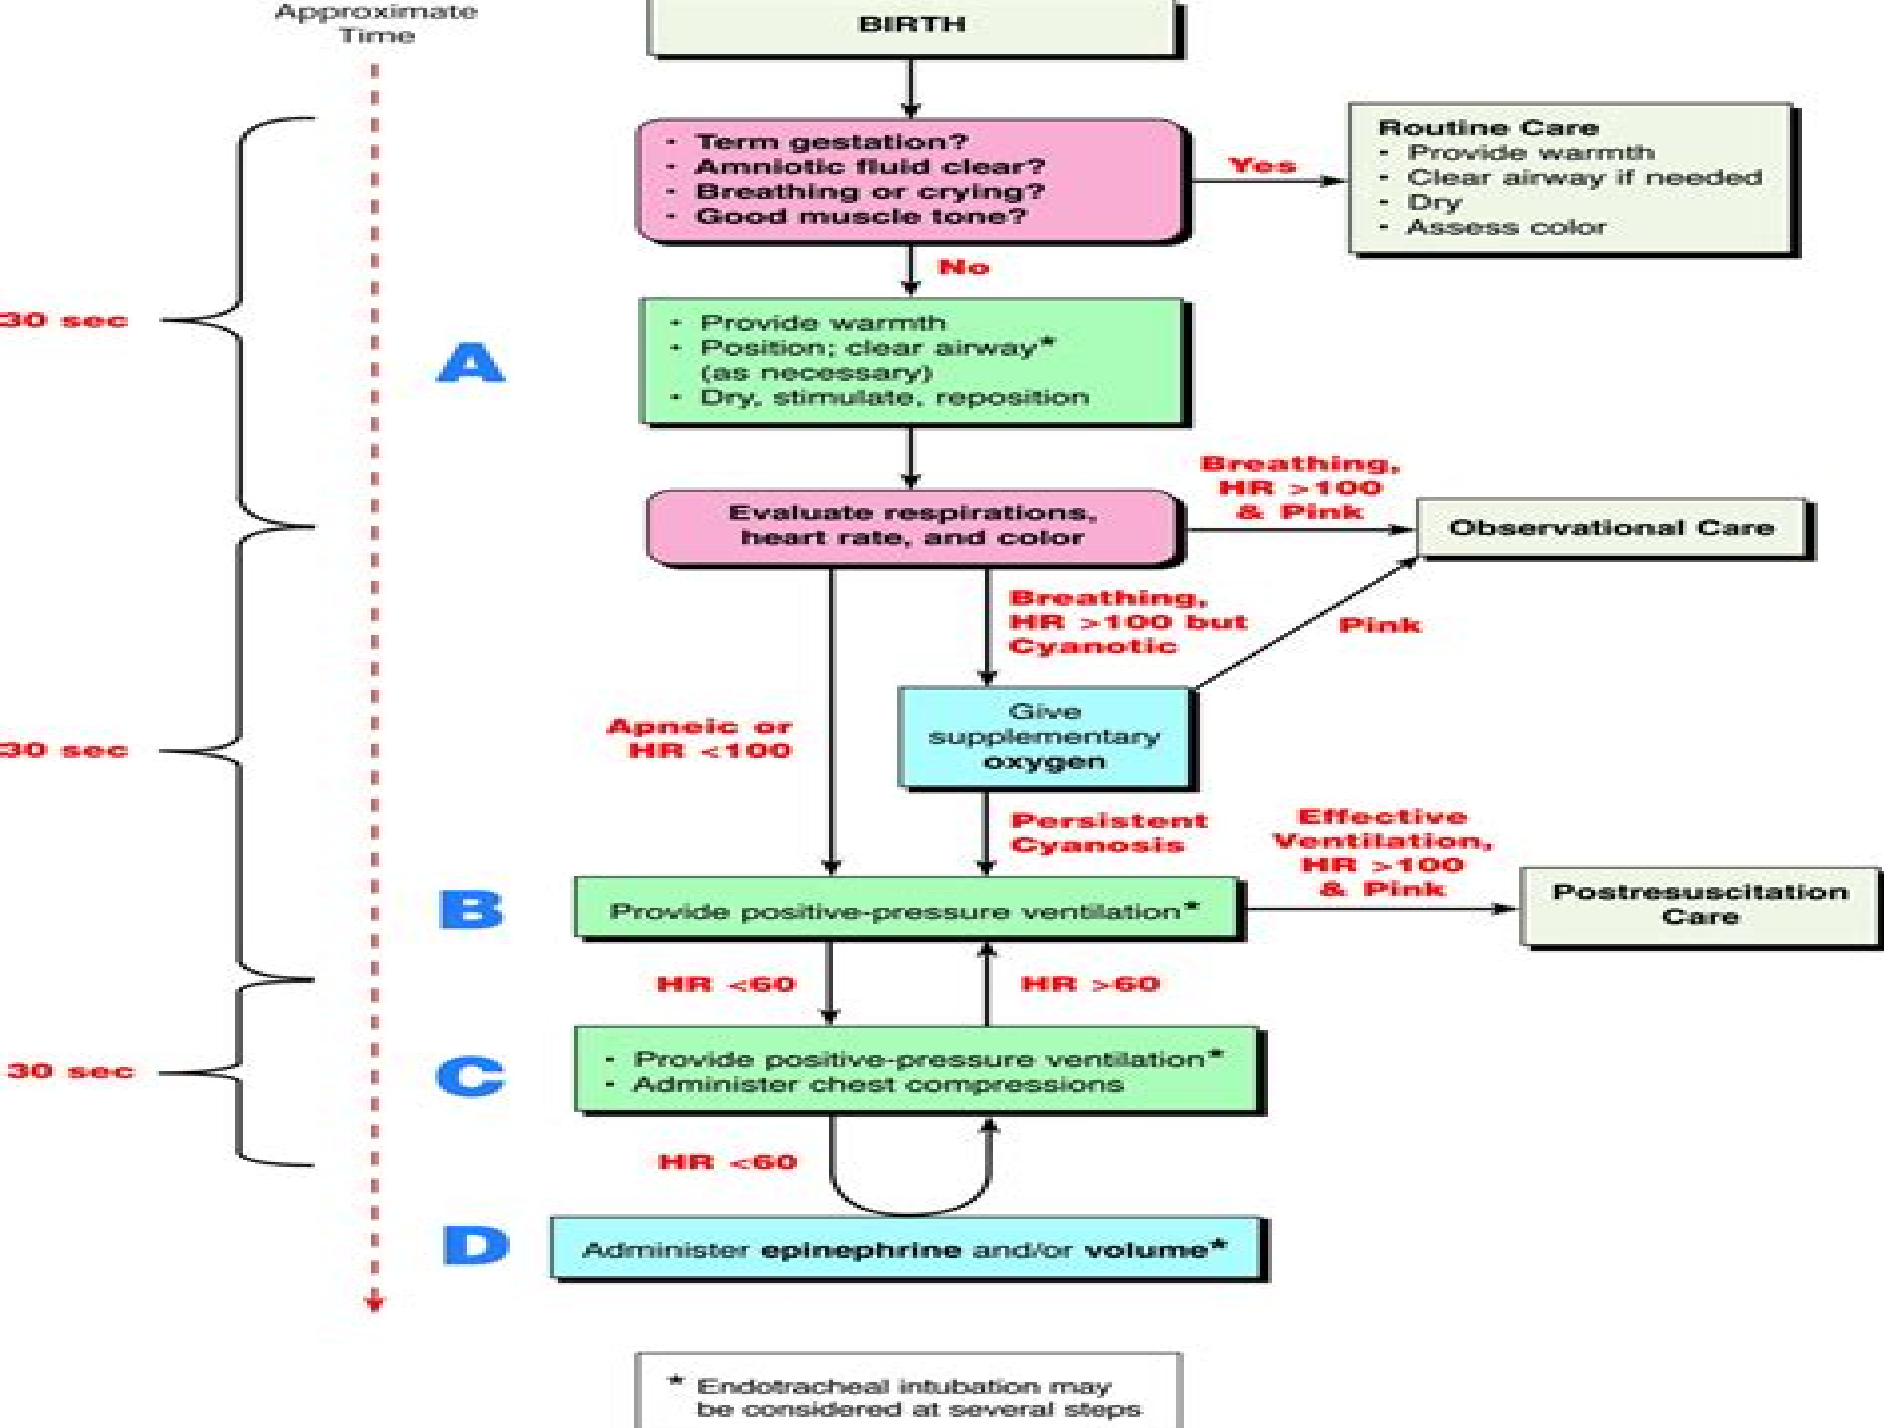 Approximate
Time
BIRTH
· Term gestation?
· Amniotic fluid clear?
· Breathing or crying?
· Good muscle tone?
Yes
Routine Care
· Provide warmth
· Clear airway if needed
· Dry
· Assess color
No
30 sec
A
· Provide warmth
· Position; clear airway*
(as necessary)
· Dry, stimulate, reposition
Breathing,
HR >100
& Pink
Evaluate respirations,
heart rate, and color
Observational Care
Breathing,
HR >100 but
Cyanotic
Pink
30 sec
Apneic or
HR <100
Give
supplementary
oxygen
Persistent
Cyanosis
Effective
Ventilation,
HR >100
& Pink
B
Provide positive-pressure ventilation*
Postresuscitation
Care
HR <60
HR >60
30 sec
C
· Provide positive-pressure ventilation*
· Administer chest compressions
HR <60
D
Administer epinephrine and/or volume*
* Endotracheal intubation may
be considered at several steps